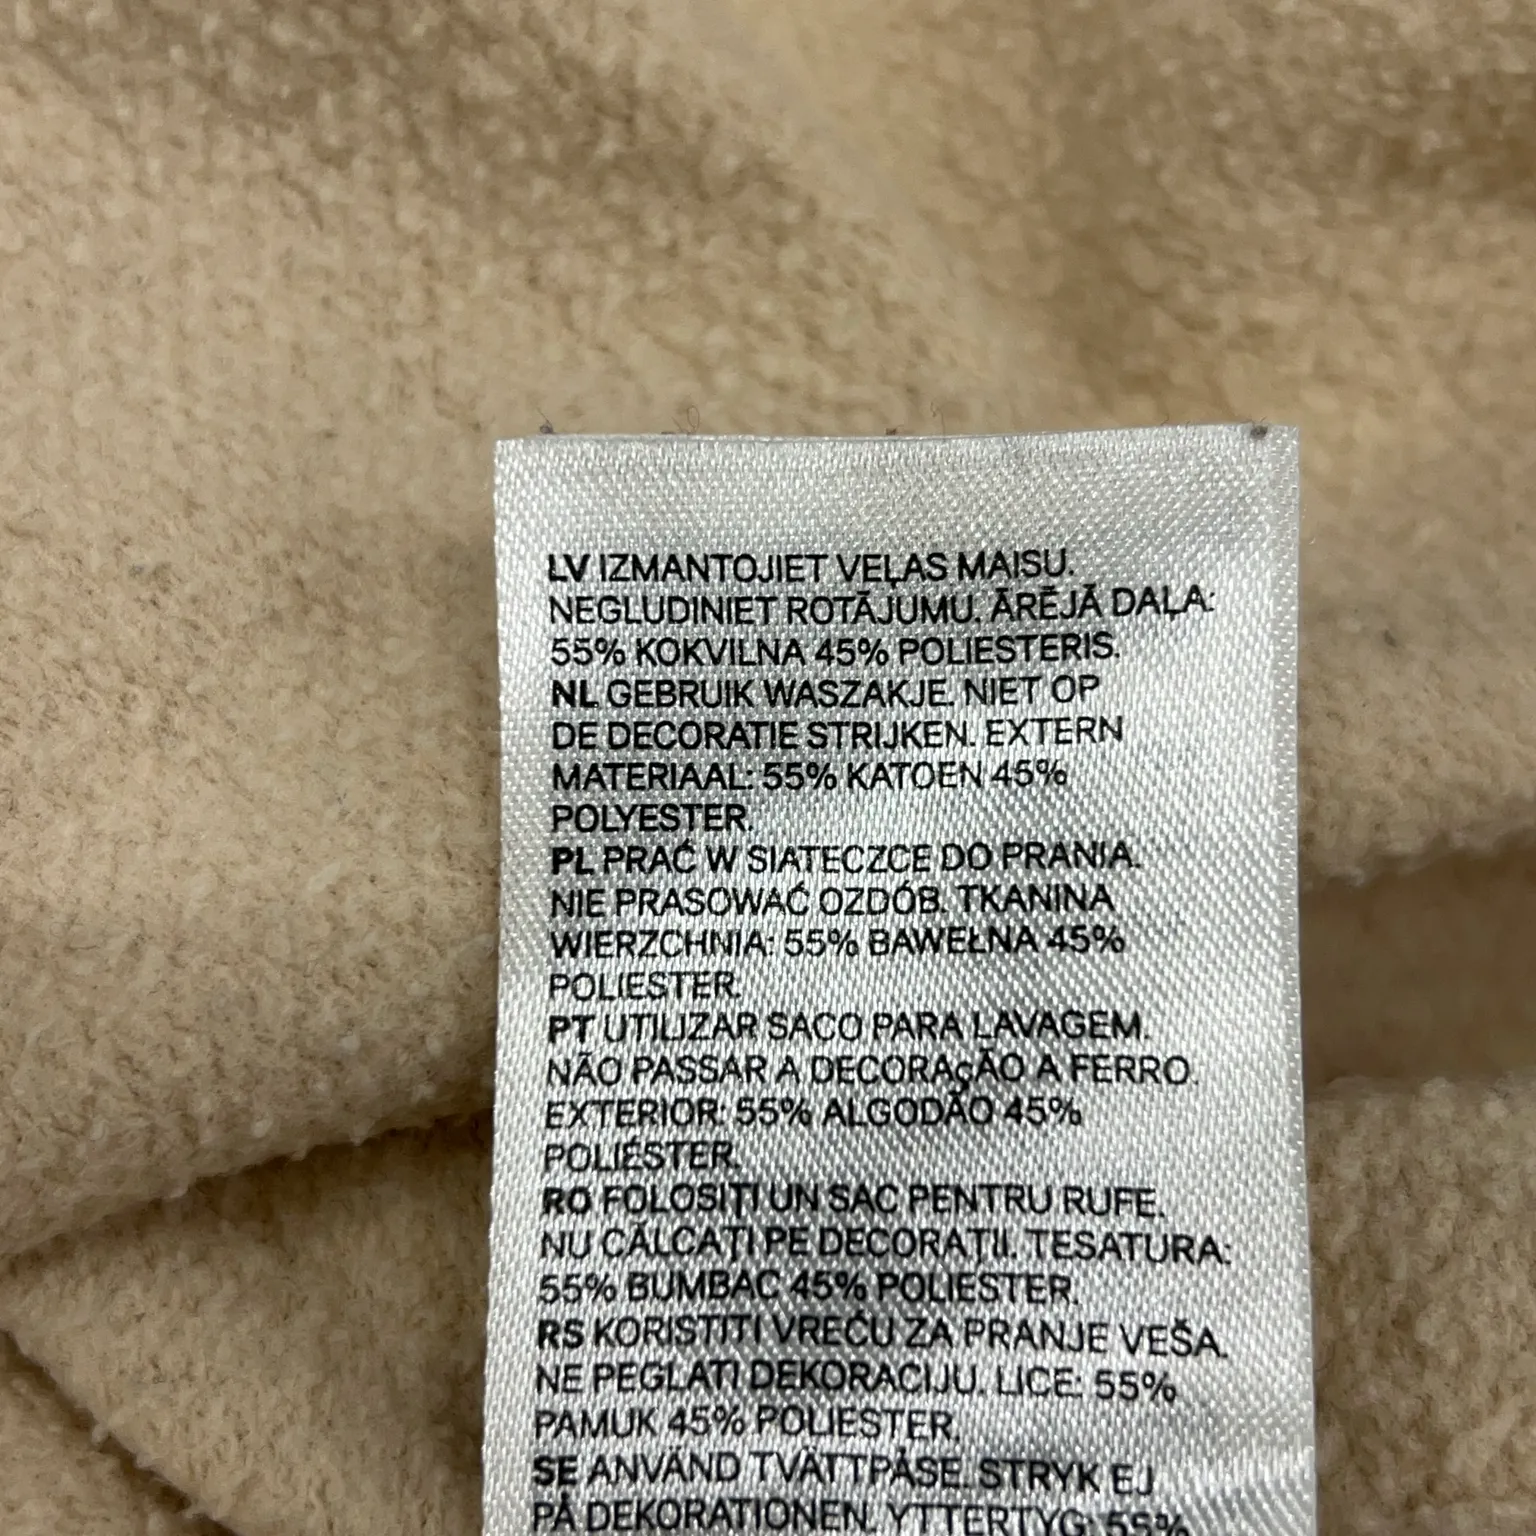 LV IZMANTOJIET VEĻAS MAISU.
NEGLUDINIET ROTĀJUMU. ĀRĒJĀ DAĻA:
55% KOKVILNA 45% POLIESTERIS.
NL GEBRUIK WASZAKJE. NIET OP
DE DECORATIE STRIJKEN. EXTERN
MATERIAAL: 55% KATOEN 45%
POLYESTER.
PL PRAĆ W SIATECZCE DO PRANIA.
NIE PRASOWAĆ OZDÓB. TKANINA
WIERZCHNIA: 55% BAWEŁNA 45%
POLIESTER.
PT UTILIZAR SACO PARA LAVAGEM.
NÃO PASSAR A DECORAÇÃO A FERRO.
EXTERIOR: 55% ALGODÃO 45%
POLIÉSTER.
RO FOLOSIȚI UN SAC PENTRU RUFE.
NU CĂLCAȚI PE DECORAȚII. TESATURA:
55% BUMBAC 45% POLIESTER.
RS KORISTITI VREĆU ZA PRANJE VEŠA.
NE PEGLATI DEKORACIJU. LICE: 55%
PAMUK 45% POLIESTER.
SE ANVÄND TVÄTTPÅSE. STRYK EJ
PÅ DEKORATIONEN. YTTERTYG: 55%